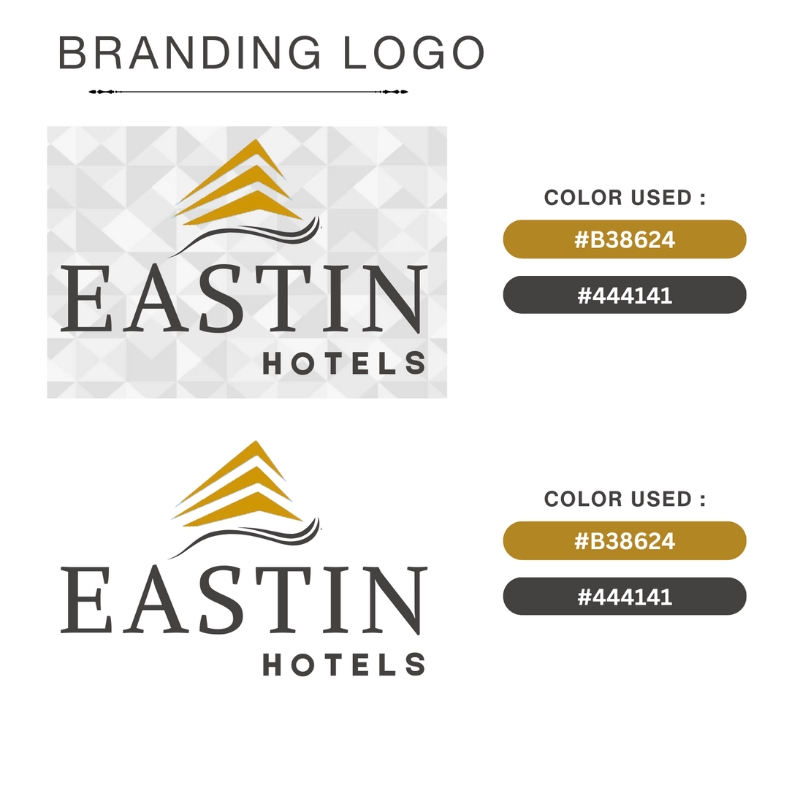 BRANDING LOGO
EASTIN
HOTELS
COLOR USED :
#B38624
#444141
EASTIN
HOTELS
COLOR USED :
#B38624
#444141